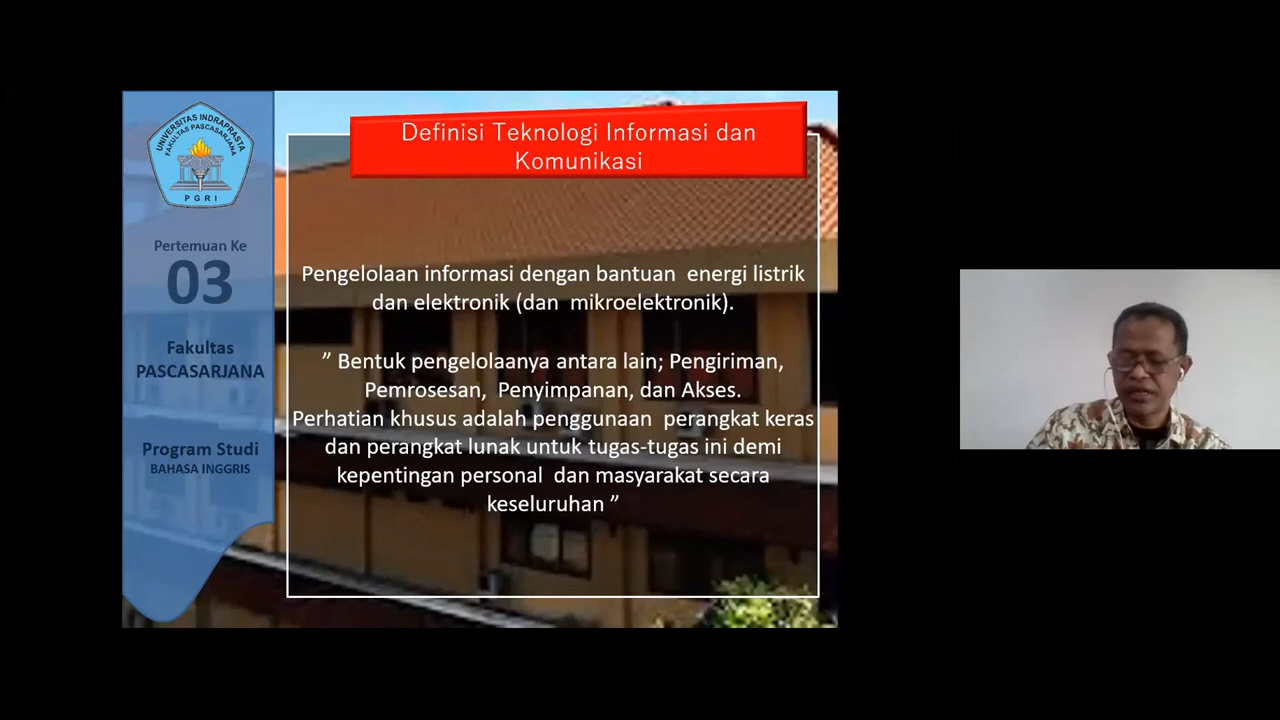 UNIVERSITAS INDRAPRASTA
FAKULTAS PASCASARJANA
PGRI
Pertemuan Ke
03
Fakultas
PASCASARJANA
Program Studi
BAHASA INGGRIS
Definisi Teknologi Informasi dan
Komunikasi
Pengelolaan informasi dengan bantuan energi listrik
dan elektronik (dan mikroelektronik).
” Bentuk pengelolaanya antara lain; Pengiriman,
Pemrosesan, Penyimpanan, dan Akses.
Perhatian khusus adalah penggunaan perangkat keras
dan perangkat lunak untuk tugas-tugas ini demi
kepentingan personal dan masyarakat secara
keseluruhan ”